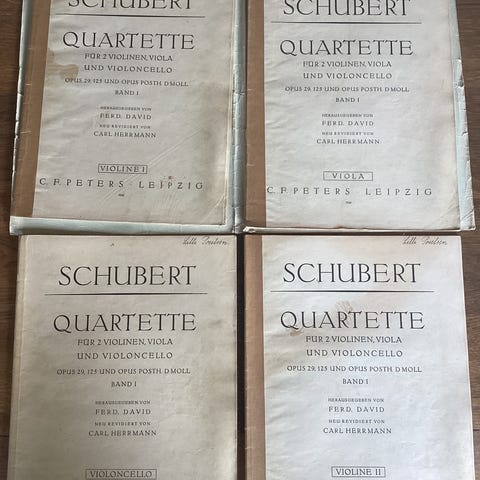 SCHUBERT
QUARTETTE
FÜR 2 VIOLINEN, VIOLA
UND VIOLONCELLO
OPUS 29, 125 UND OPUS POSTH. D MOLL
BAND I
HERAUSGEGEBEN VON
FERD. DAVID
NEU REVIDIERT VON
CARL HERRMANN
VIOLINE I
C. F. PETERS · LEIPZIG
SCHUBERT
QUARTETTE
FÜR 2 VIOLINEN, VIOLA
UND VIOLONCELLO
OPUS 29, 125 UND OPUS POSTH. D MOLL
BAND I
HERAUSGEGEBEN VON
FERD. DAVID
NEU REVIDIERT VON
CARL HERRMANN
VIOLA
C. F. PETERS · LEIPZIG
SCHUBERT
QUARTETTE
FÜR 2 VIOLINEN, VIOLA
UND VIOLONCELLO
OPUS 29, 125 UND OPUS POSTH. D MOLL
BAND I
HERAUSGEGEBEN VON
FERD. DAVID
NEU REVIDIERT VON
CARL HERRMANN
VIOLONCELLO
SCHUBERT
QUARTETTE
FÜR 2 VIOLINEN, VIOLA
UND VIOLONCELLO
OPUS 29, 125 UND OPUS POSTH. D MOLL
BAND I
HERAUSGEGEBEN VON
FERD. DAVID
NEU REVIDIERT VON
CARL HERRMANN
VIOLINE II